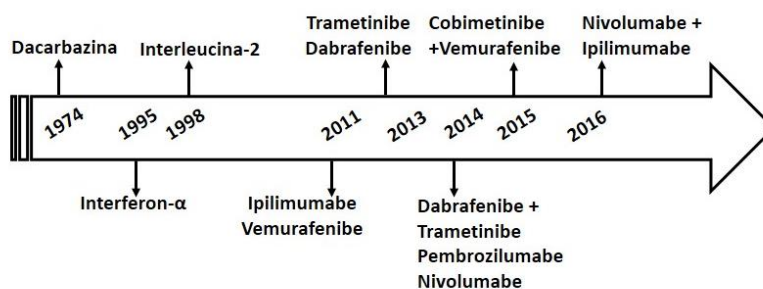 Dacarbazina
Interleucina-2
Trametinibe
Dabrafenibe
Cobimetinibe
+Vemurafenibe
Nivolumabe +
Ipilimumabe
1974
1995
1998
2011
2013
2014
2015
2016
Interferon-α
Ipilimumabe
Vemurafenibe
Dabrafenibe +
Trametinibe
Pembrozilumabe
Nivolumabe